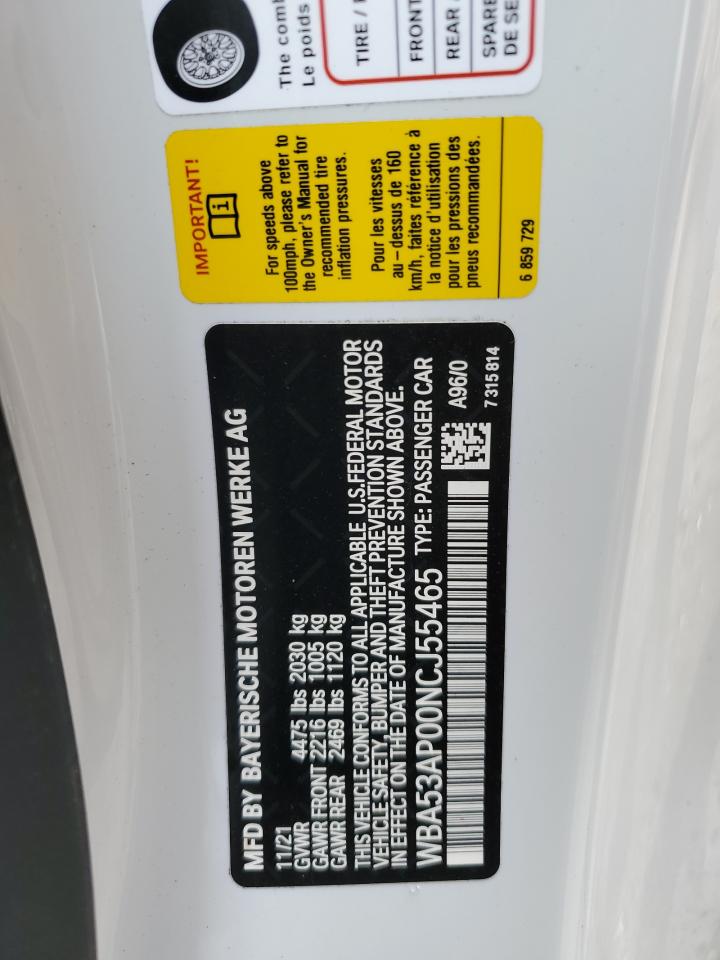 The comb
Le poids
TIRE /
FRONT
REAR
SPARE
DE SE
IMPORTANT!
For speeds above
100mph, please refer to
the Owner's Manual for
recommended tire
inflation pressures.
Pour les vitesses
au – dessus de 160
km/h, faites référence à
la notice d'utilisation
pour les pressions des
pneus recommandées.
6 859 729
MFD BY BAYERISCHE MOTOREN WERKE AG
11/21
GVWR 4475 lbs 2030 kg
GAWR FRONT 2216 lbs 1005 kg
GAWR REAR 2469 lbs 1120 kg
THIS VEHICLE CONFORMS TO ALL APPLICABLE U.S.FEDERAL MOTOR
VEHICLE SAFETY, BUMPER AND THEFT PREVENTION STANDARDS
IN EFFECT ON THE DATE OF MANUFACTURE SHOWN ABOVE.
WBA53AP00NCJ55465 TYPE: PASSENGER CAR
A96/0
7 315 814